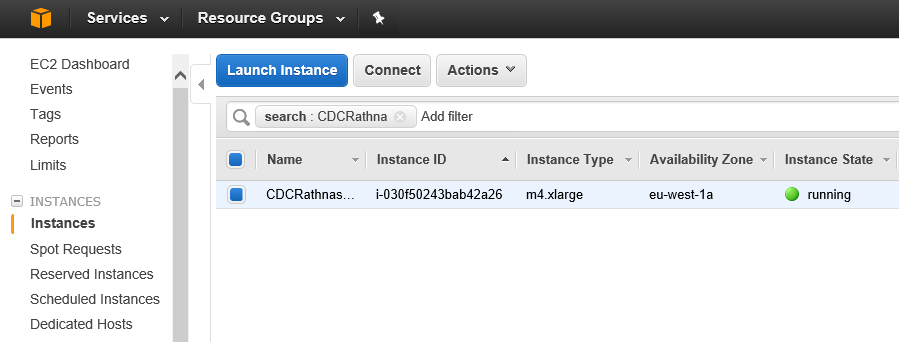 Services Resource Groups
EC2 Dashboard
Events
Tags
Reports
Limits
INSTANCES
Instances
Spot Requests
Reserved Instances
Scheduled Instances
Dedicated Hosts
Launch Instance Connect Actions
search : CDCRathna Add filter
Name Instance ID Instance Type Availability Zone Instance State
CDCRathnas... i-030f50243bab42a26 m4.xlarge eu-west-1a running